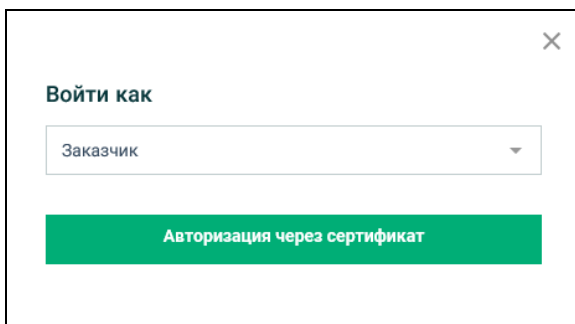 Войти как
Заказчик
Авторизация через сертификат